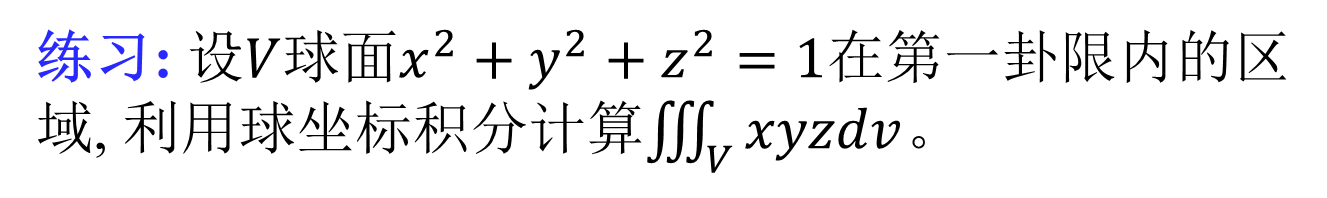 练习: 设V球面x² + y² + z² = 1在第一卦限内的区
域, 利用球坐标积分计算∭_V xyzdv。